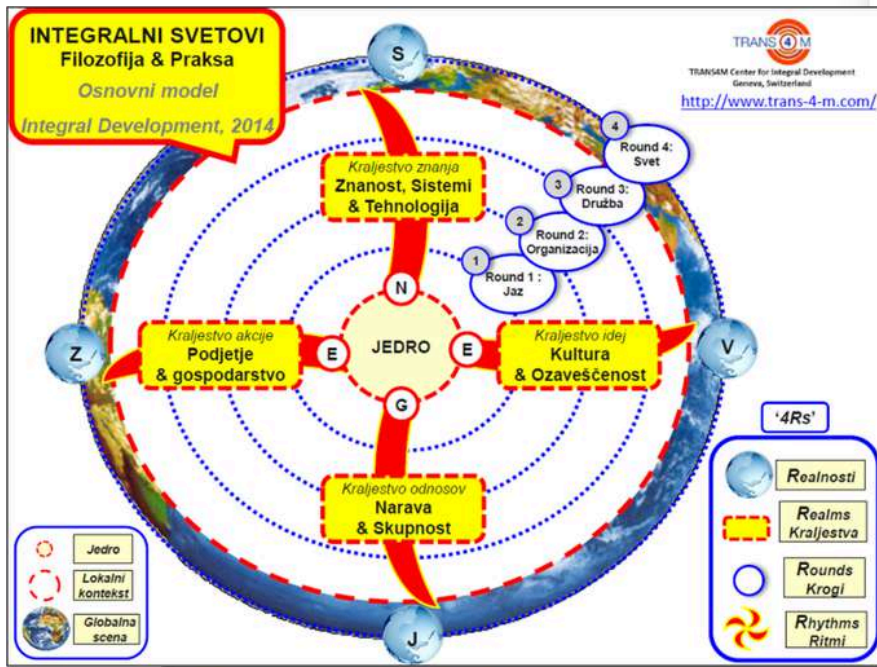 INTEGRALNI SVETOVI
Filozofija & Praksa
Osnovni model
Integral Development, 2014
TRANS 4 M
TRANS4M Center for Integral Development
Geneva, Switzerland
http://www.trans-4-m.com/
S
4
Round 4:
Svet
3
Round 3:
Družba
2
Round 2:
Organizacija
1
Round 1 :
Jaz
Kraljestvo znanja
Znanost, Sistemi
& Tehnologija
N
Z
Kraljestvo akcije
Podjetje
& gospodarstvo
E
JEDRO
E
Kraljestvo idej
Kultura
& Ozaveščenost
V
G
Kraljestvo odnosov
Narava
& Skupnost
J
Jedro
Lokalni
kontekst
Globalna
scena
‘4Rs’
Realnosti
Realms
Kraljestva
Rounds
Krogi
Rhythms
Ritmi